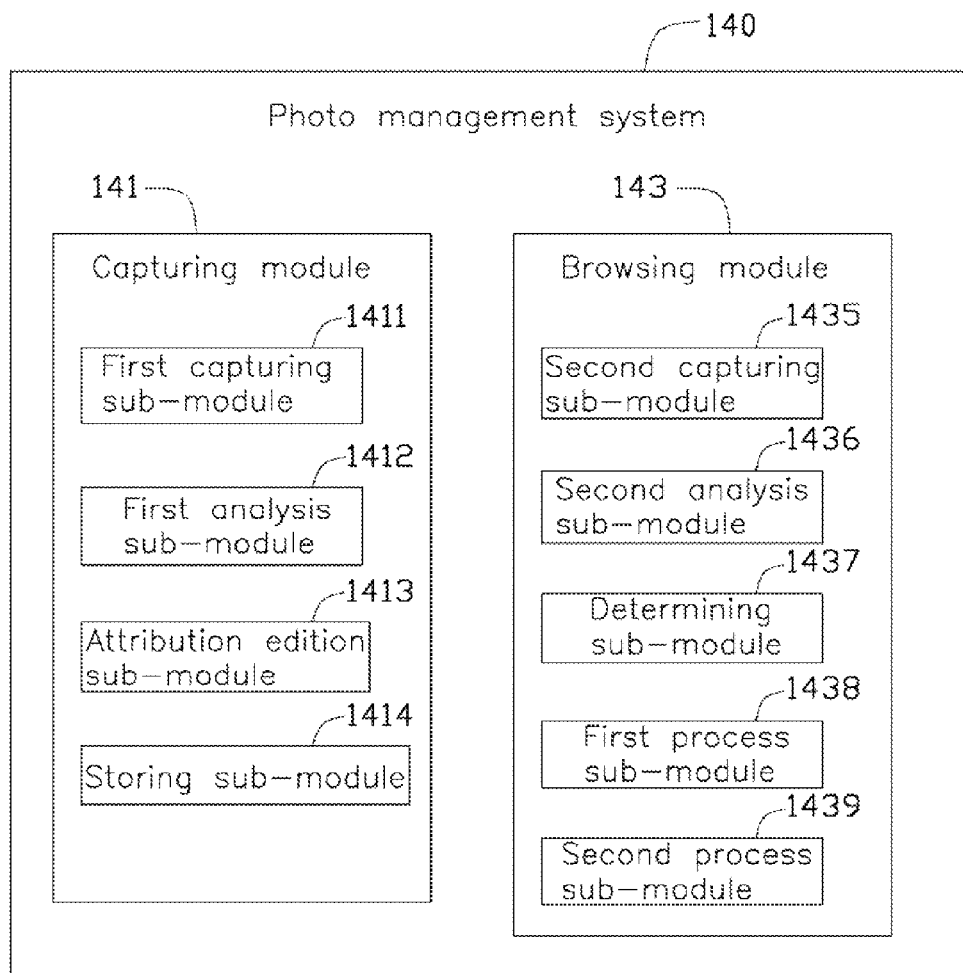 140
Photo management system
141
Capturing module
1411
First capturing
sub-module
1412
First analysis
sub-module
1413
Attribution edition
sub-module
1414
Storing sub-module
143
Browsing module
1435
Second capturing
sub-module
1436
Second analysis
sub-module
1437
Determining
sub-module
1438
First process
sub-module
1439
Second process
sub-module